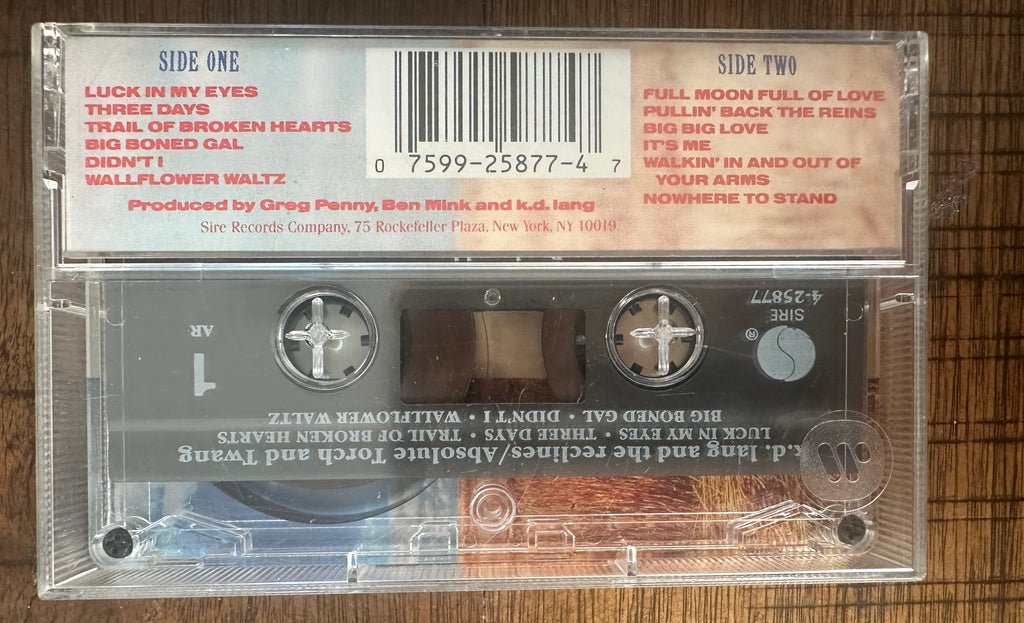 SIDE ONE
LUCK IN MY EYES
THREE DAYS
TRAIL OF BROKEN HEARTS
BIG BONED GAL
DIDN'T I
WALLFLOWER WALTZ
0 7599-25877-4 7
SIDE TWO
FULL MOON FULL OF LOVE
PULLIN' BACK THE REINS
BIG BIG LOVE
IT'S ME
WALKIN' IN AND OUT OF
YOUR ARMS
NOWHERE TO STAND
Produced by Greg Penny, Ben Mink and k.d. lang
Sire Records Company, 75 Rockefeller Plaza, New York, NY 10019.
k.d. lang and the reclines/Absolute Torch and Twang
LUCK IN MY EYES • THREE DAYS • TRAIL OF BROKEN HEARTS
BIG BONED GAL • DIDN'T I • WALLFLOWER WALTZ
®
SIRE
4-25877
1
AR